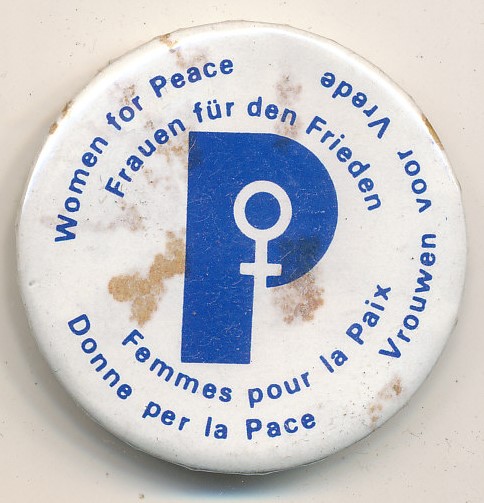 Women for Peace
Frauen für den Frieden
Vrouwen voor Vrede
P
Femmes pour la Paix
Donne per la Pace